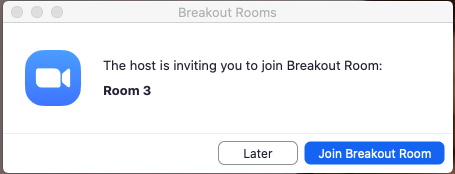 Breakout Rooms
The host is inviting you to join Breakout Room:
Room 3
Later
Join Breakout Room